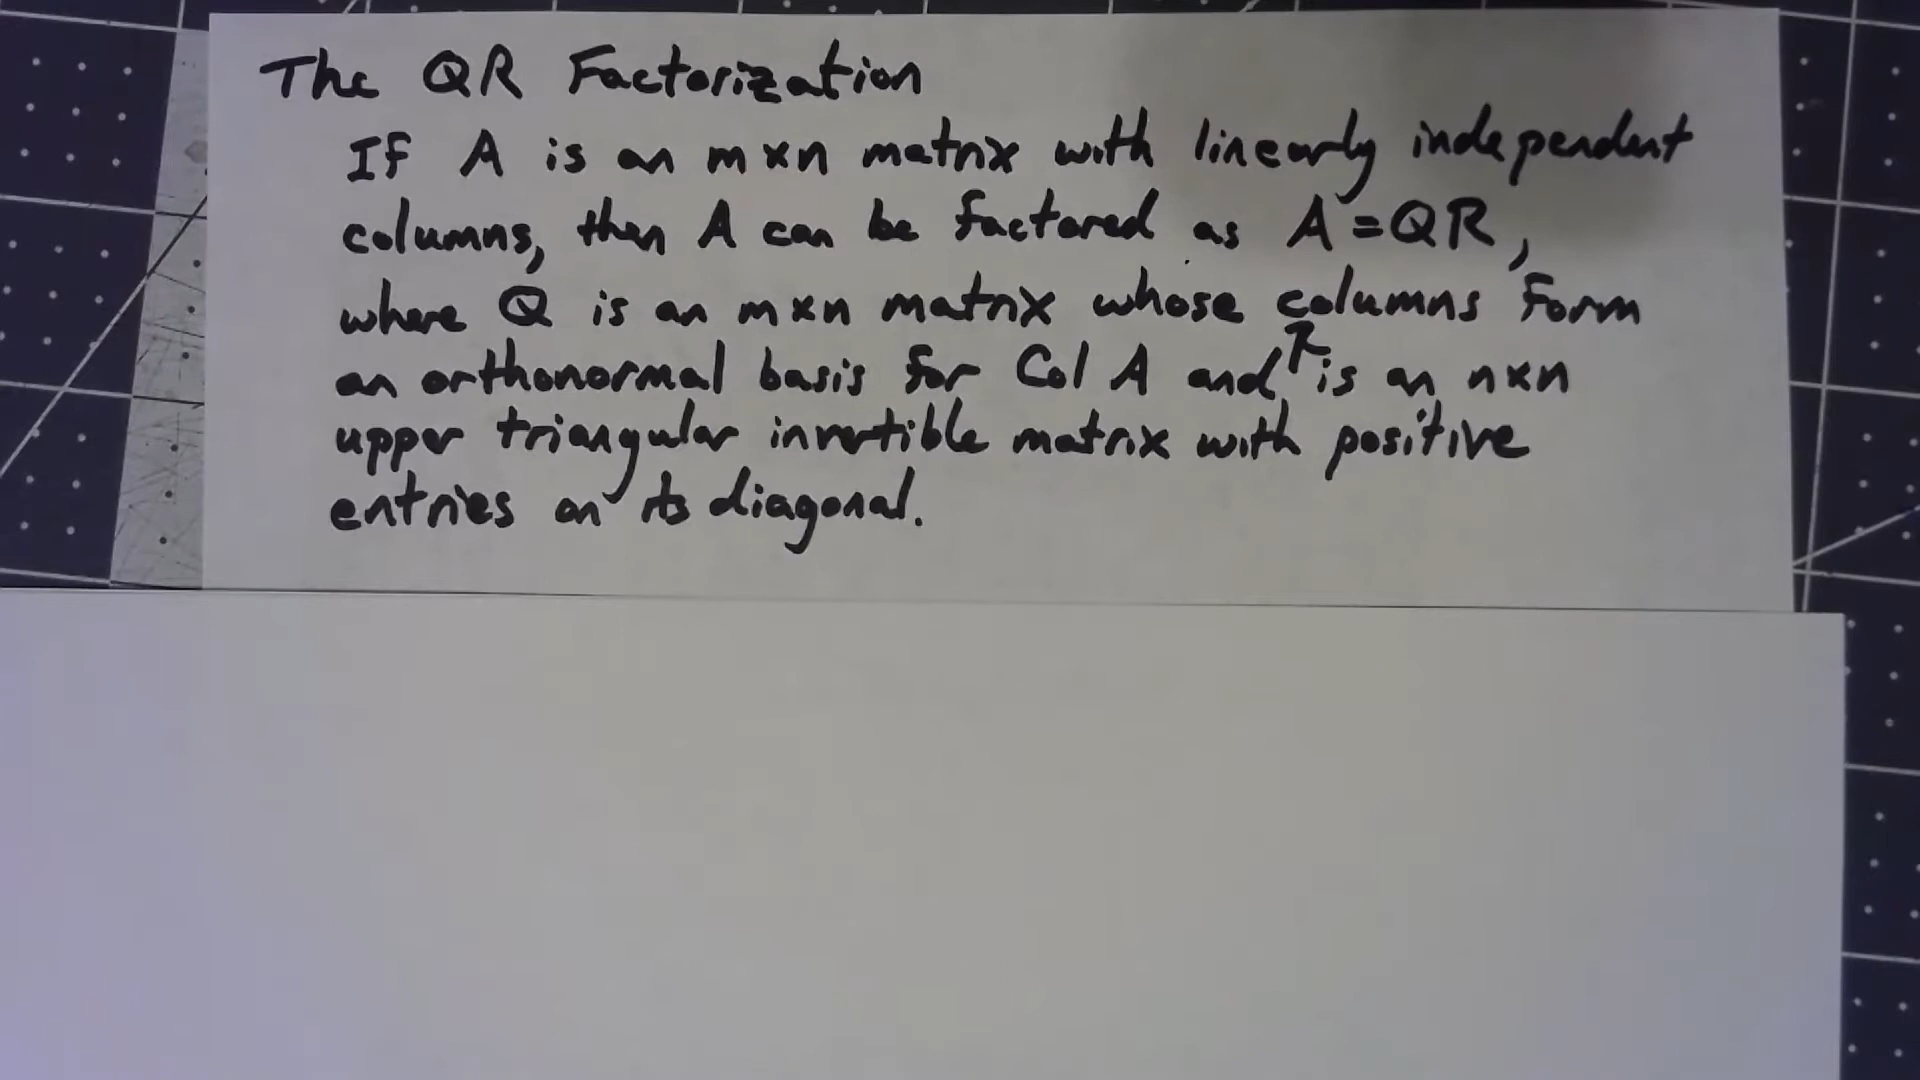 The QR Factorization
If A is an m×n matrix with linearly independent
columns, then A can be factored as A=QR,
where Q is an m×n matrix whose columns form
an orthonormal basis for Col A and R is an n×n
upper triangular invertible matrix with positive
entries on its diagonal.